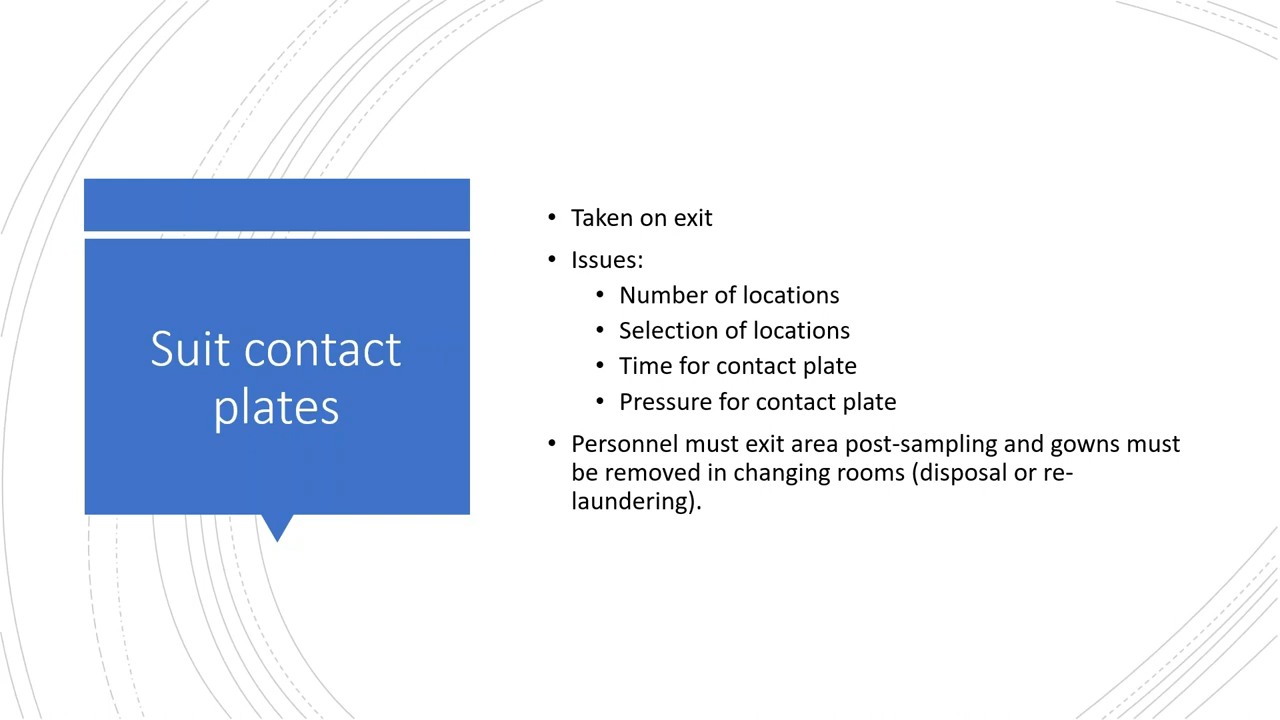 Suit contact
plates
• Taken on exit
• Issues:
• Number of locations
• Selection of locations
• Time for contact plate
• Pressure for contact plate
• Personnel must exit area post-sampling and gowns must
be removed in changing rooms (disposal or re-
laundering).